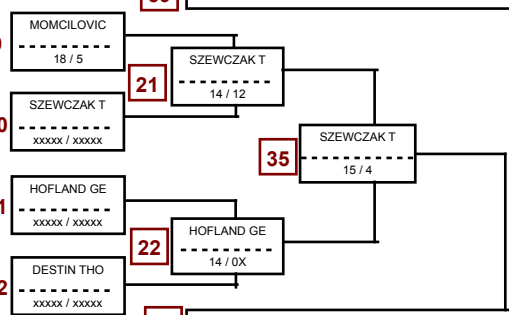 MOMCILOVIC
18 / 5
21
SZEWCZAK T
14 / 12
SZEWCZAK T
xxxxx / xxxxx
35
SZEWCZAK T
15 / 4
HOFLAND GE
xxxxx / xxxxx
22
HOFLAND GE
14 / 0X
DESTIN THO
xxxxx / xxxxx